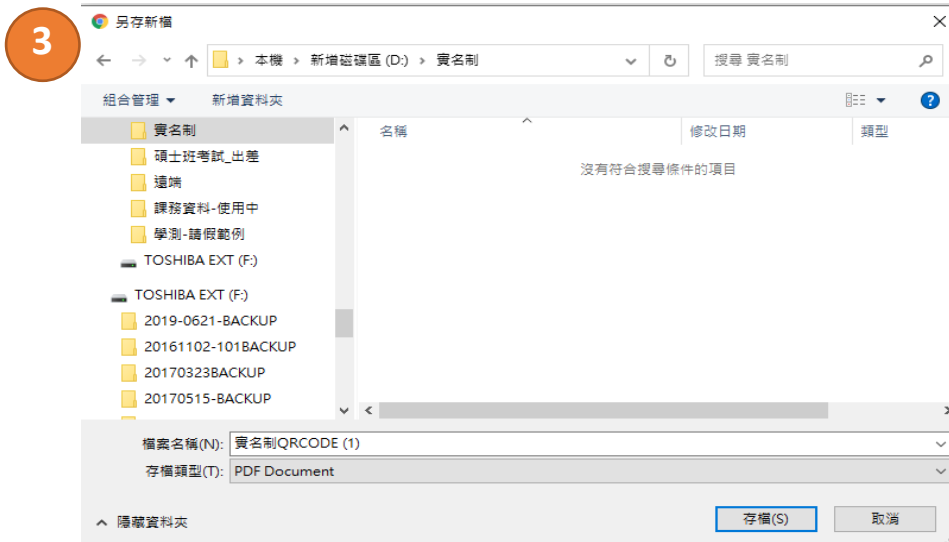 3
另存新檔
本機 › 新增磁碟區 (D:) › 實名制
搜尋 實名制
組合管理 新增資料夾
實名制
碩士班考試_出差
遠端
課務資料-使用中
學測-請假範例
TOSHIBA EXT (F:)
TOSHIBA EXT (F:)
2019-0621-BACKUP
20161102-101BACKUP
20170323BACKUP
20170515-BACKUP
名稱 修改日期 類型
沒有符合搜尋條件的項目
檔案名稱(N): 實名制QRCODE (1)
存檔類型(T): PDF Document
隱藏資料夾
存檔(S) 取消